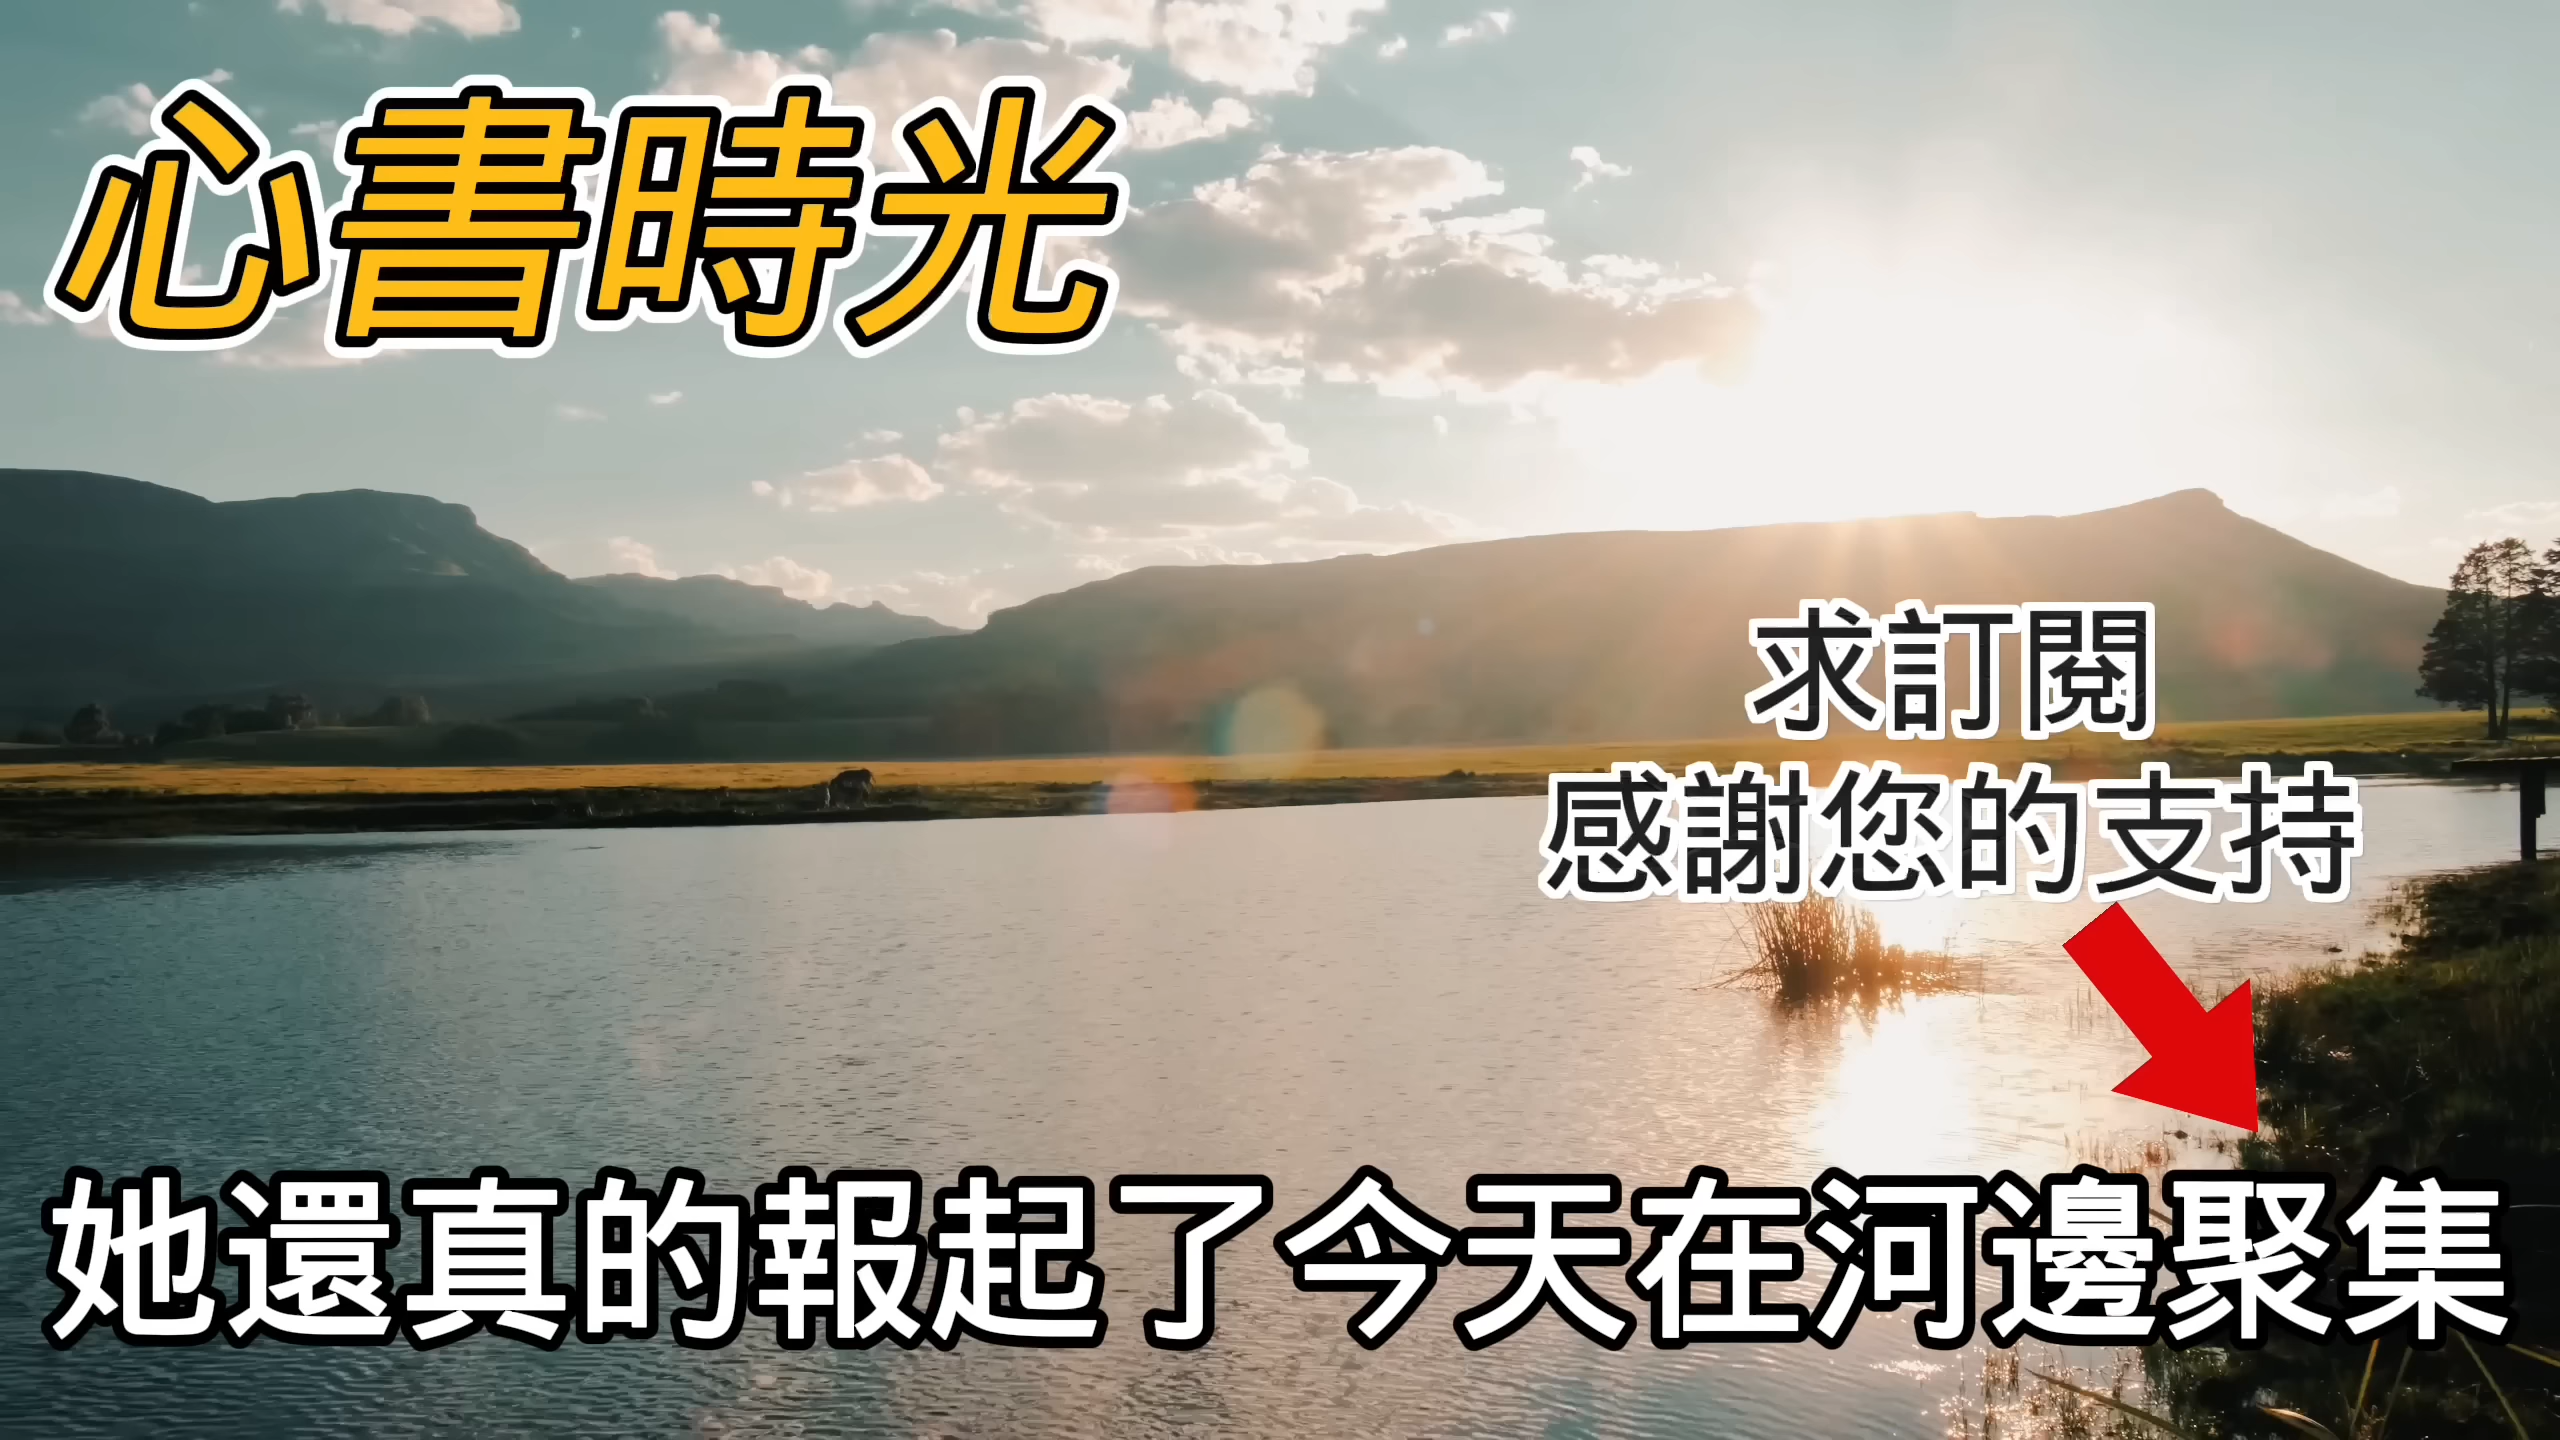 心書時光
求訂閱
感謝您的支持
她還真的報起了今天在河邊聚集